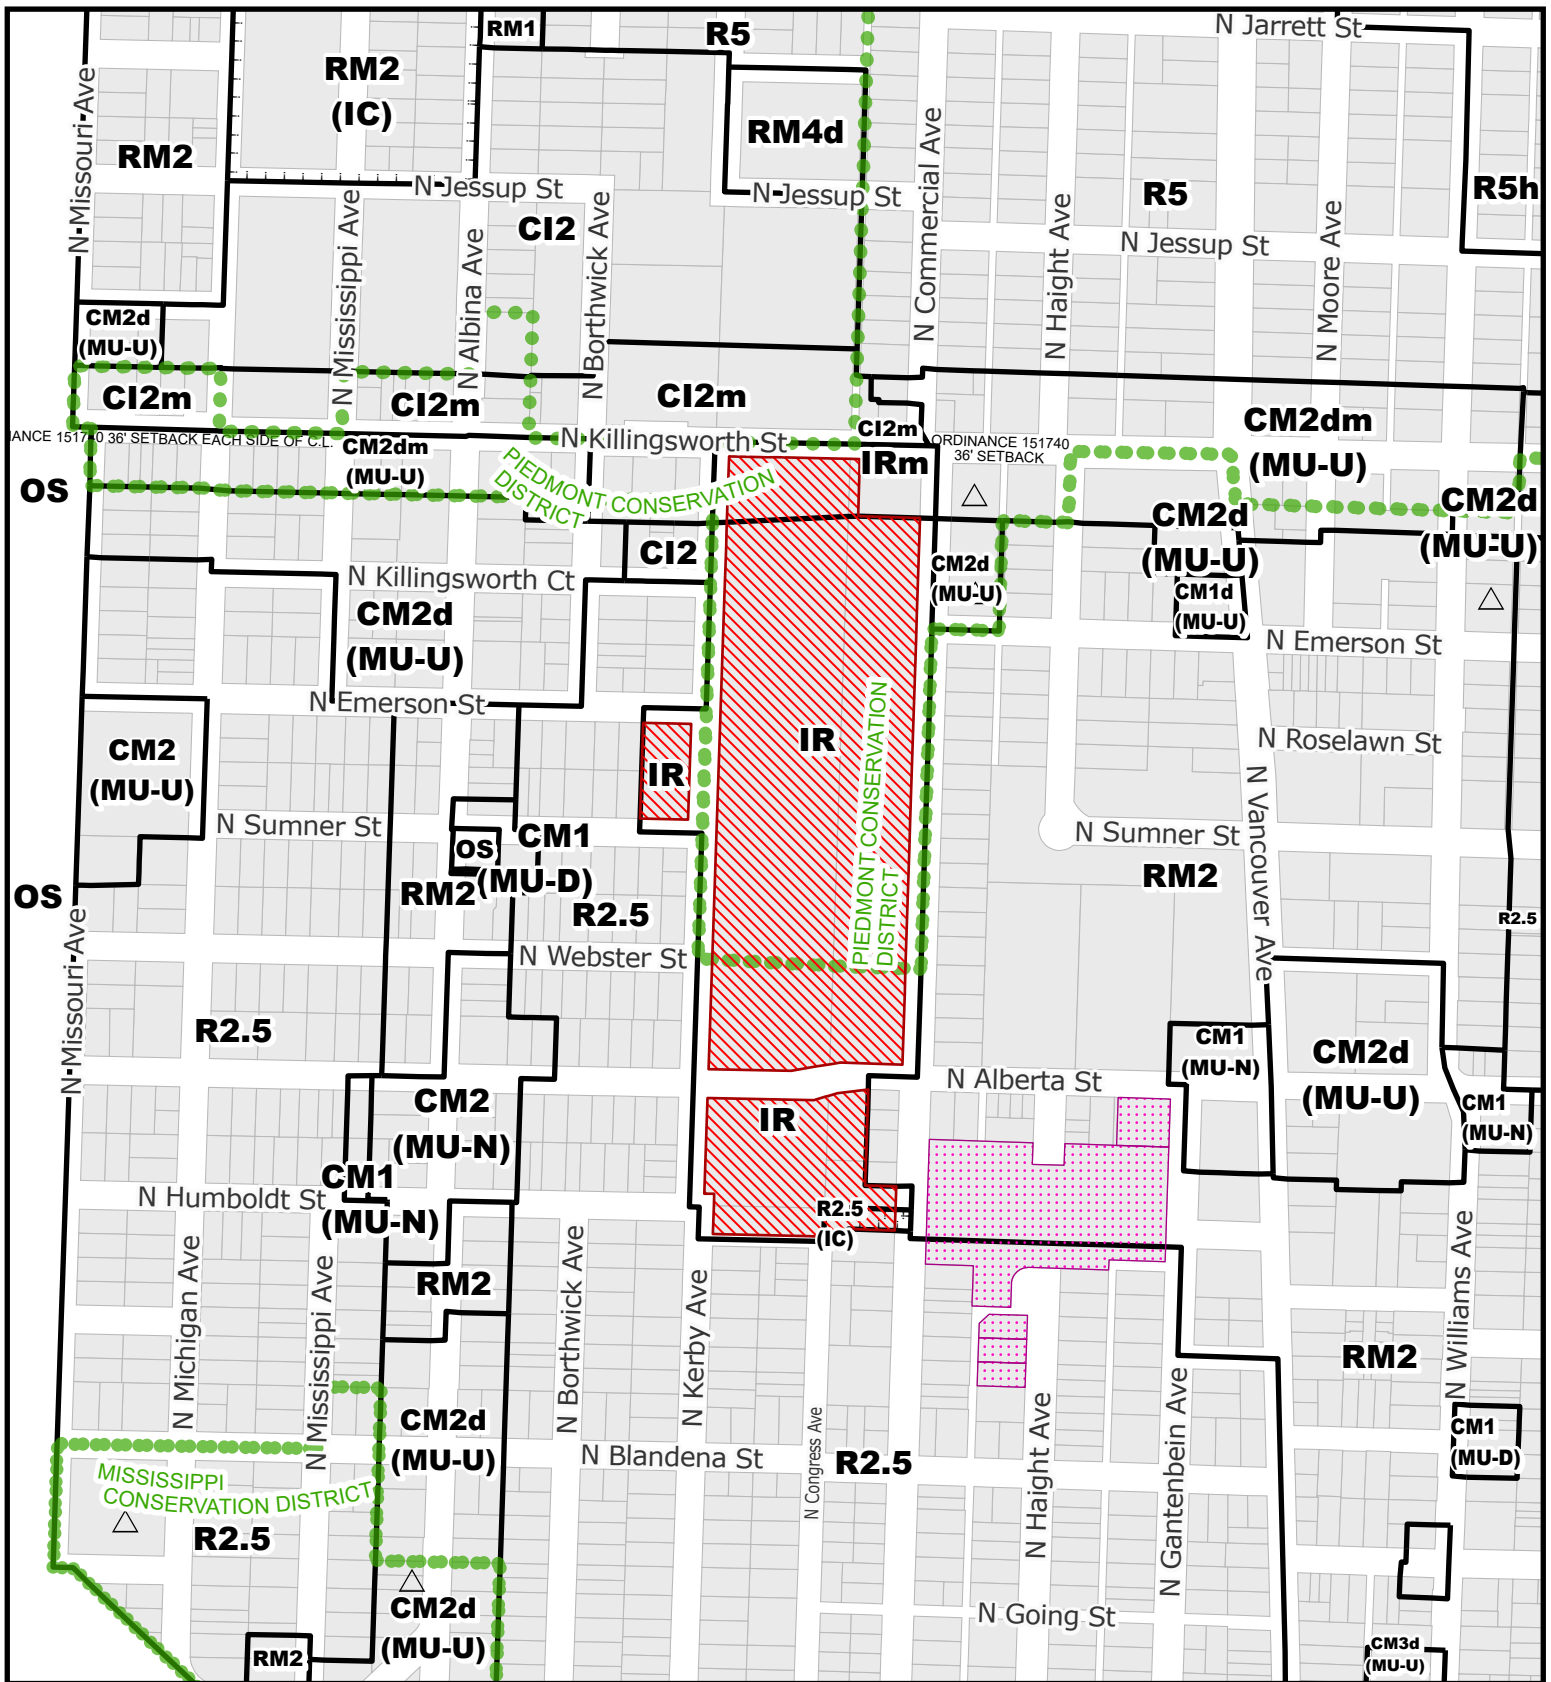 N Jarrett St
RM1
R5
RM2
(IC)
N Missouri Ave
RM2
RM4d
N Commercial Ave
N Jessup St
N Jessup St
R5
R5h
CI2
N Mississippi Ave
N Albina Ave
N Borthwick Ave
N Haight Ave
N Jessup St
N Moore Ave
CM2d
(MU-U)
CI2m
CI2m
CI2m
CI2m
CM2dm
(MU-U)
IANCE 151740 36' SETBACK EACH SIDE OF C.L.
CM2dm
(MU-U)
N Killingsworth St
ORDINANCE 151740
36' SETBACK
IRm
OS
PIEDMONT CONSERVATION
DISTRICT
CM2d
(MU-U)
CM2d
(MU-U)
CI2
CM2d
(MU-U)
N Killingsworth Ct
CM1d
(MU-U)
CM2d
(MU-U)
N Emerson St
N Emerson St
CM2
(MU-U)
IR
IR
PIEDMONT CONSERVATION
DISTRICT
N Roselawn St
N Vancouver Ave
N Sumner St
N Sumner St
OS
CM1
(MU-D)
RM2
RM2
OS
R2.5
R2.5
N Missouri Ave
N Webster St
R2.5
CM1
(MU-N)
CM2d
(MU-U)
N Alberta St
CM2
(MU-N)
IR
CM1
(MU-N)
CM1
(MU-N)
N Humboldt St
R2.5
(IC)
N Michigan Ave
N Mississippi Ave
N Borthwick Ave
N Kerby Ave
N Williams Ave
RM2
RM2
N Congress Ave
N Haight Ave
N Gantenbein Ave
CM2d
(MU-U)
CM1
(MU-D)
N Blandena St
R2.5
MISSISSIPPI
CONSERVATION DISTRICT
R2.5
CM2d
(MU-U)
N Going St
RM2
CM3d
(MU-U)